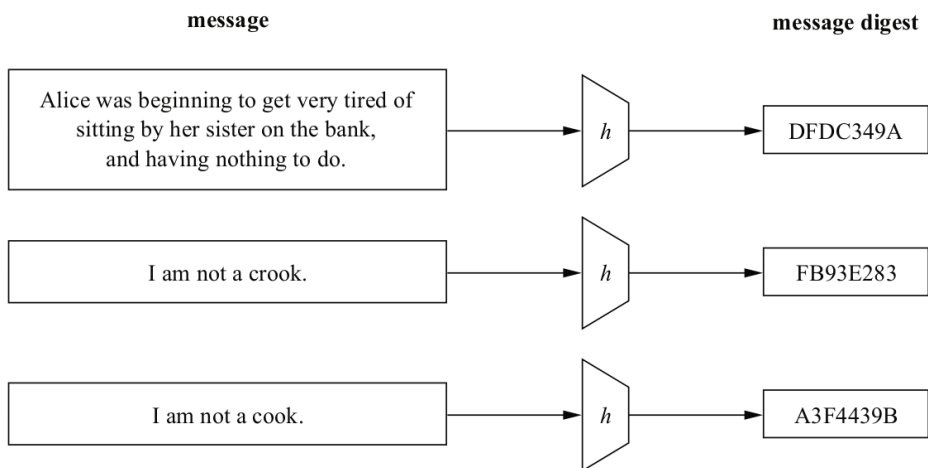 message
message digest
Alice was beginning to get very tired of
sitting by her sister on the bank,
and having nothing to do.
h
DFDC349A
I am not a crook.
h
FB93E283
I am not a cook.
h
A3F4439B